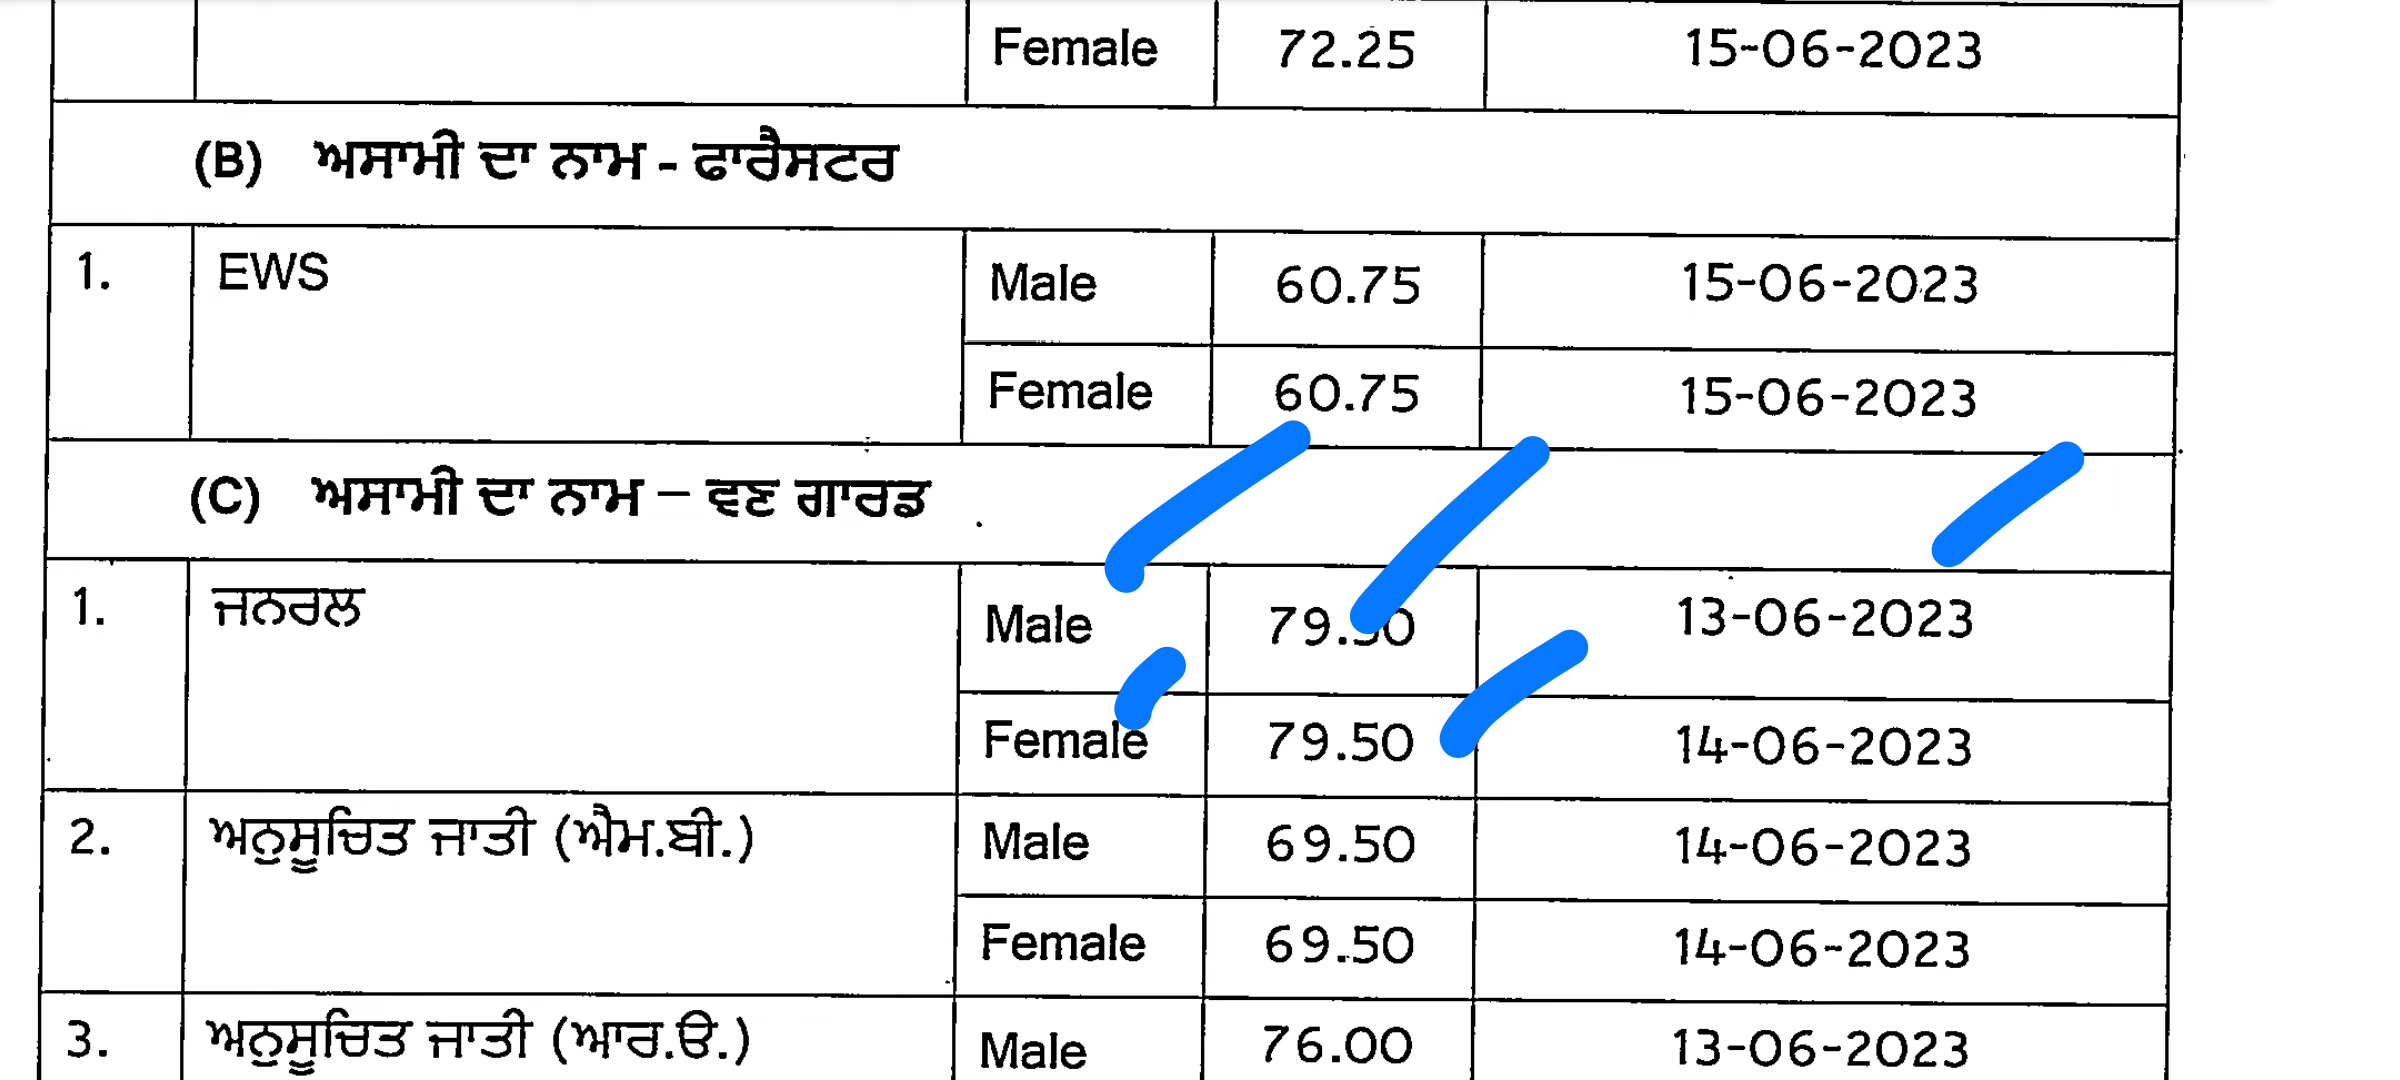 Female 72.25 15-06-2023
(B) ਅਸਾਮੀ ਦਾ ਨਾਮ - ਫਾਰੈਸਟਰ
1. EWS Male 60.75 15-06-2023
Female 60.75 15-06-2023
(C) ਅਸਾਮੀ ਦਾ ਨਾਮ – ਵਣ ਗਾਰਡ
1. ਜਨਰਲ Male 13-06-2023
Female 79.50 14-06-2023
2. ਅਨੁਸੂਚਿਤ ਜਾਤੀ (ਐਮ.ਬੀ.) Male 69.50 14-06-2023
Female 69.50 14-06-2023
3. ਅਨੁਸੂਚਿਤ ਜਾਤੀ (ਆਰ.ਓ.) Male 76.00 13-06-2023